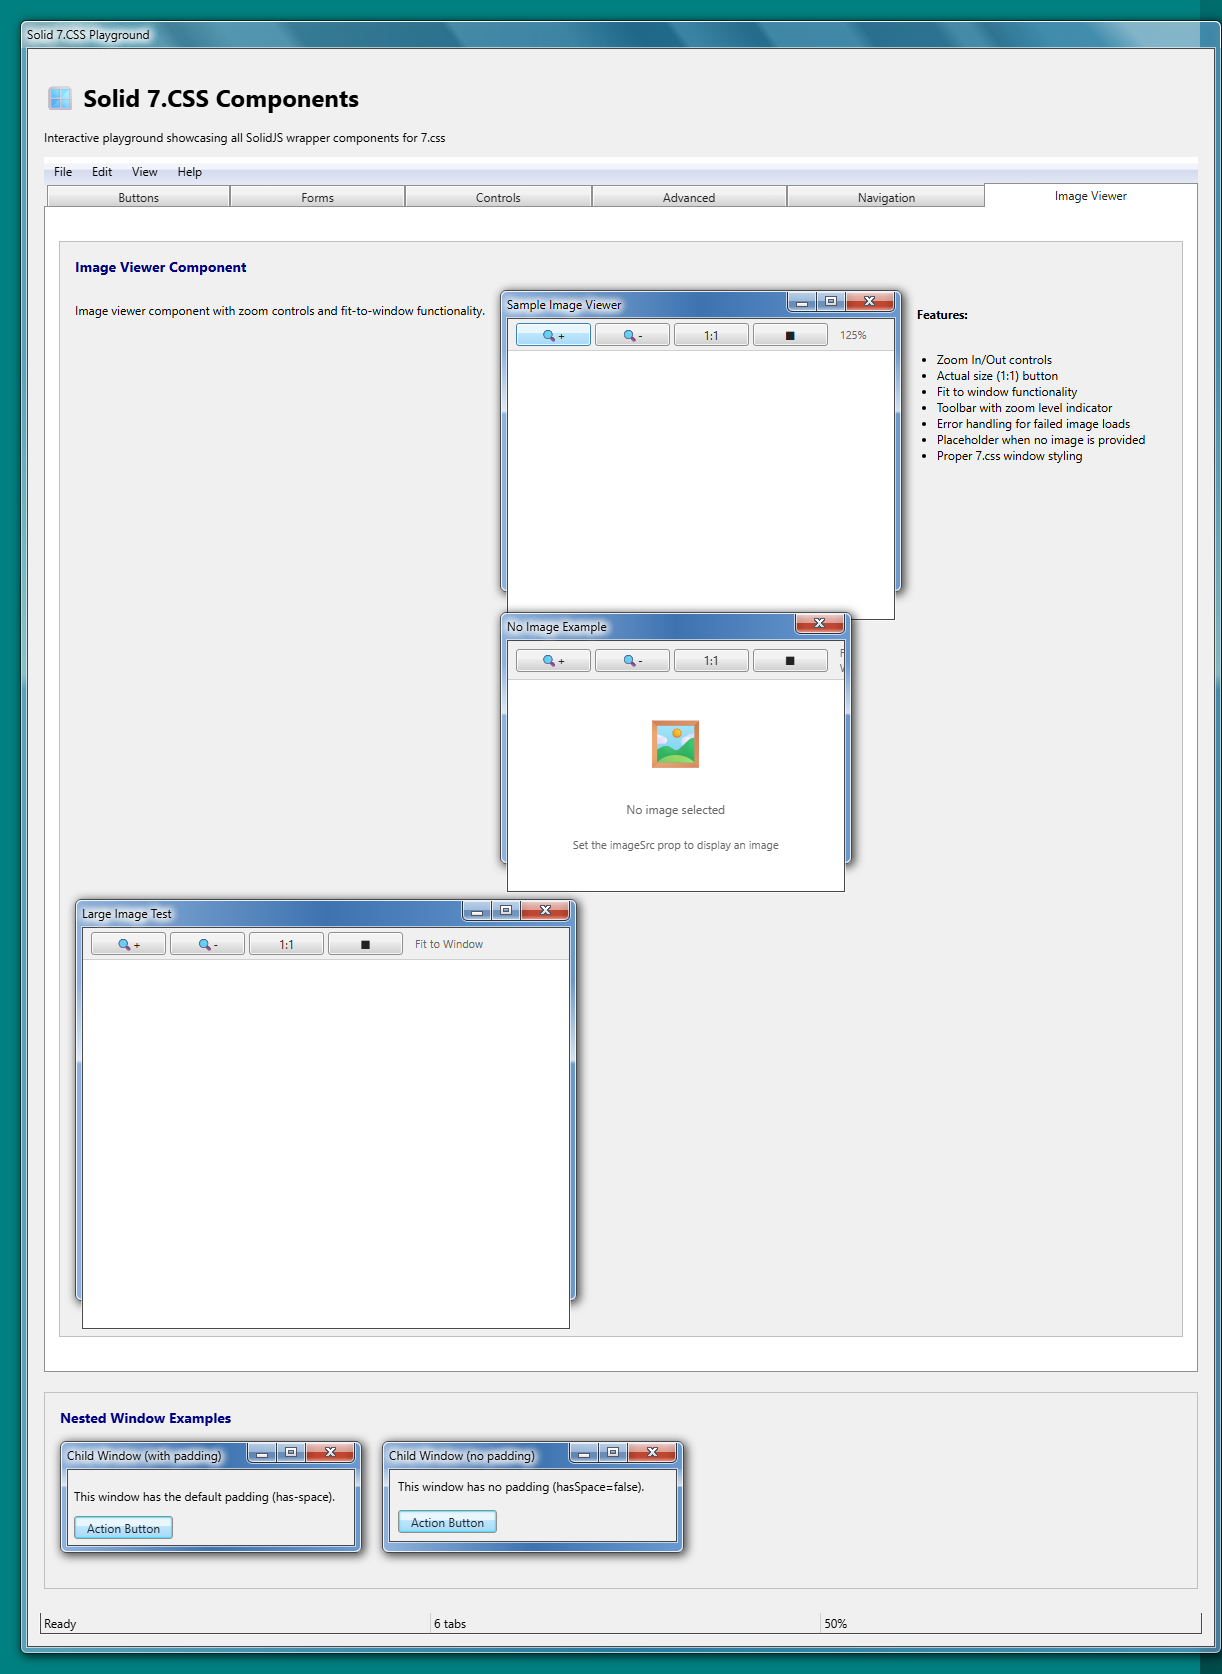 Solid 7.CSS Playground
Solid 7.CSS Components
Interactive playground showcasing all SolidJS wrapper components for 7.css
File Edit View Help
Buttons Forms Controls Advanced Navigation Image Viewer
Image Viewer Component
Image viewer component with zoom controls and fit-to-window functionality.
Sample Image Viewer
+ - 1:1 125%
Features:
Zoom In/Out controls
Actual size (1:1) button
Fit to window functionality
Toolbar with zoom level indicator
Error handling for failed image loads
Placeholder when no image is provided
Proper 7.css window styling
No Image Example
+ - 1:1
No image selected
Set the imageSrc prop to display an image
Large Image Test
+ - 1:1 Fit to Window
Nested Window Examples
Child Window (with padding)
This window has the default padding (has-space).
Action Button
Child Window (no padding)
This window has no padding (hasSpace=false).
Action Button
Ready 6 tabs 50%